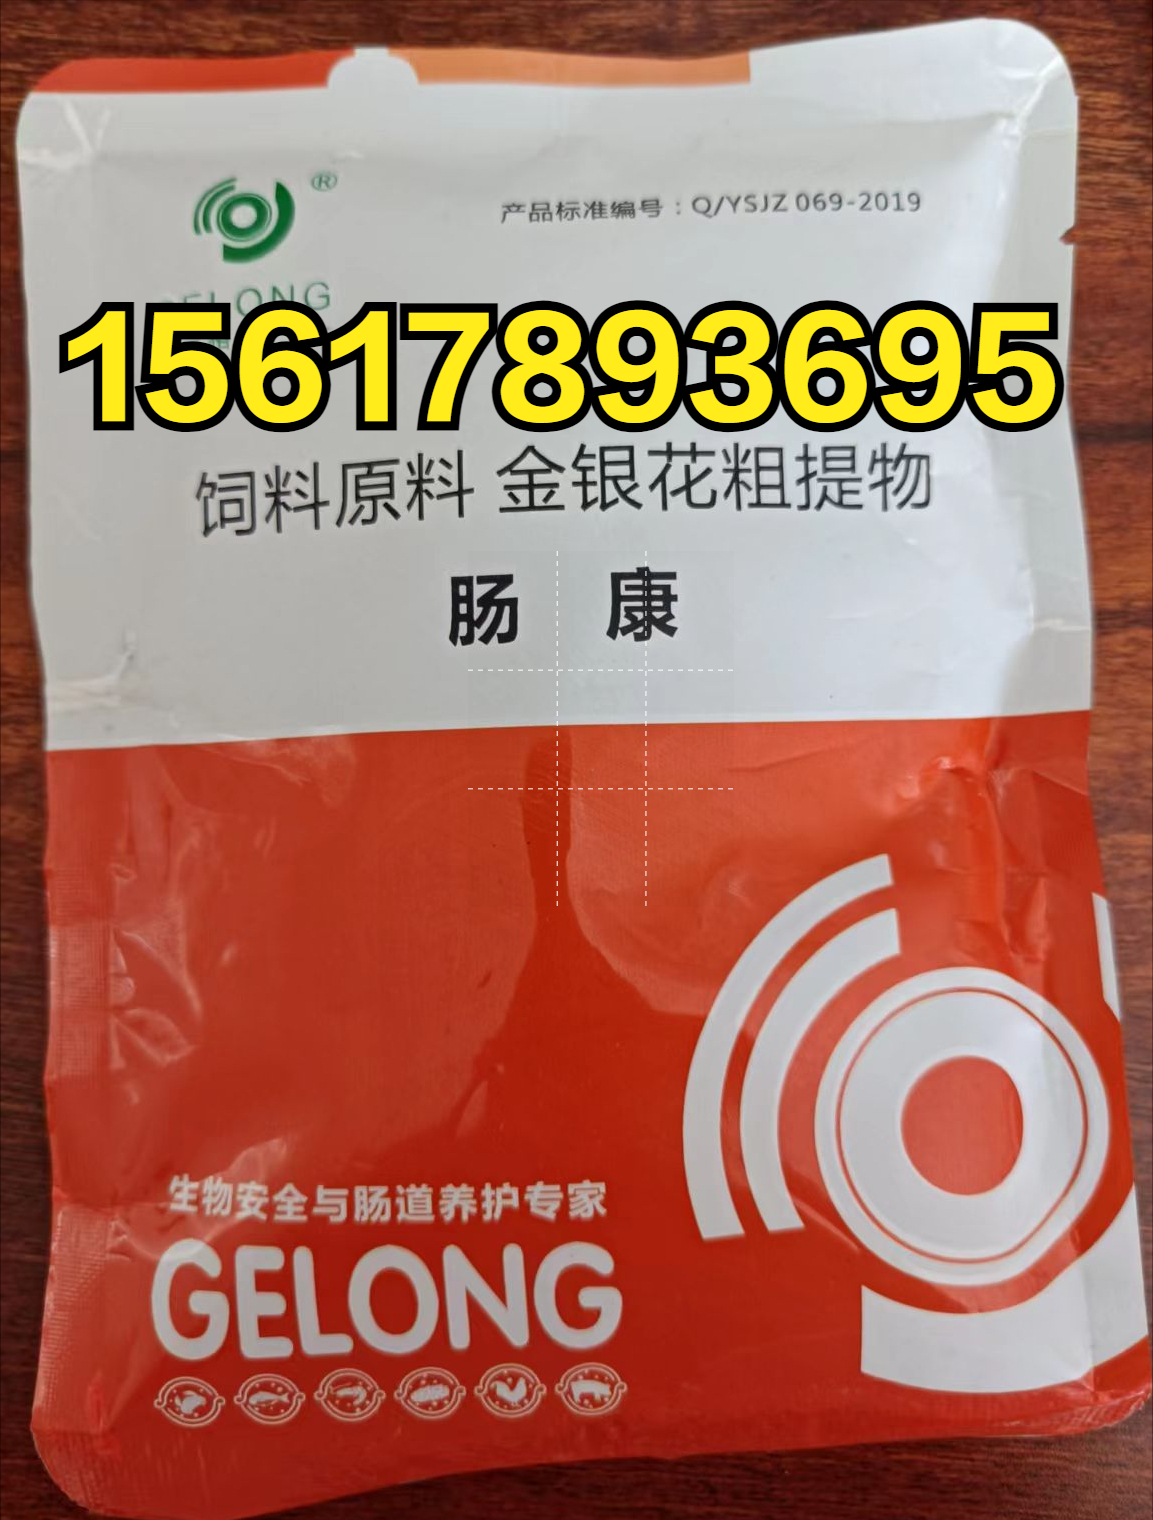 ®
产品标准编号：Q/YSJZ 069-2019
GELONG
15617893695
饲料原料 金银花粗提物
肠 康
生物安全与肠道养护专家
GELONG